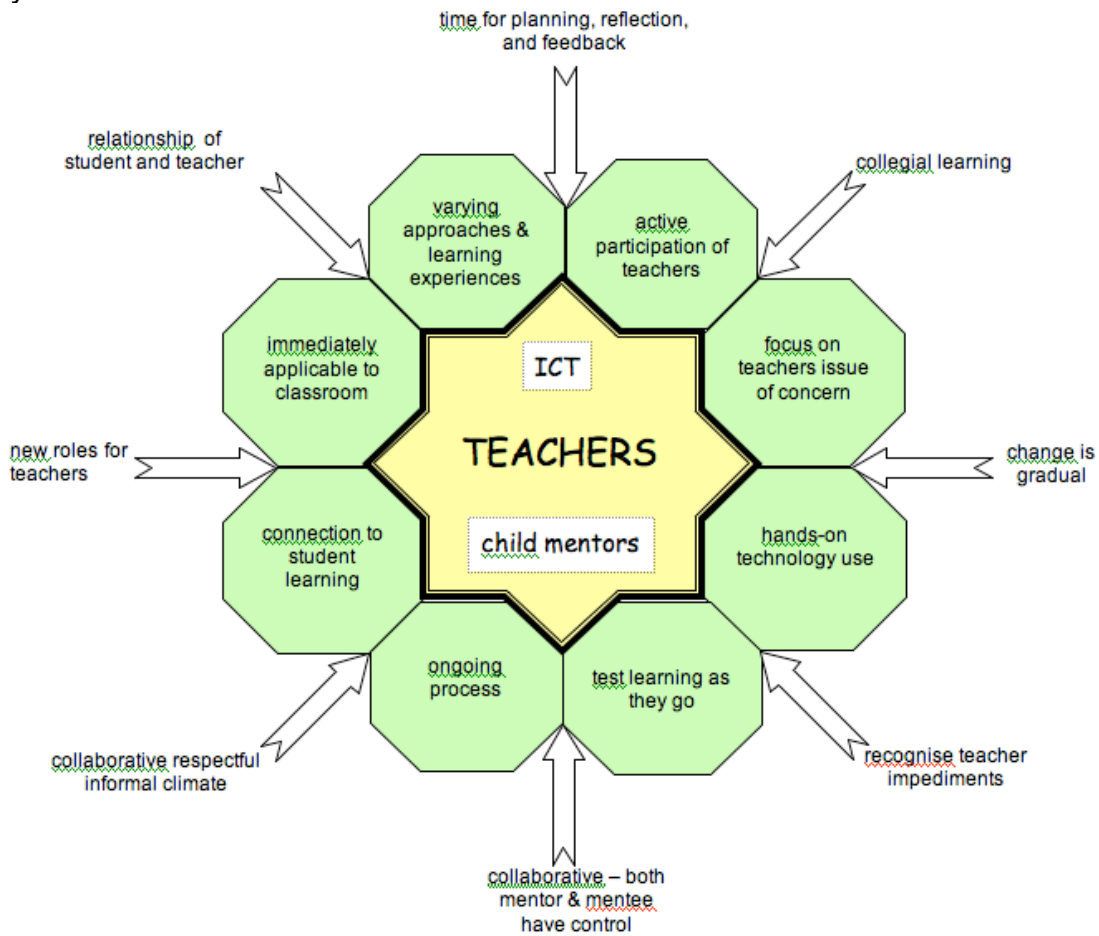 time for planning, reflection,
and feedback
relationship of
student and teacher
collegial learning
varying
approaches &
learning
experiences
active
participation of
teachers
immediately
applicable to
classroom
ICT
focus on
teachers issue
of concern
TEACHERS
new roles for
teachers
change is
gradual
connection to
student
learning
child mentors
hands-on
technology use
ongoing
process
test learning as
they go
collaborative respectful
informal climate
recognise teacher
impediments
collaborative – both
mentor & mentee
have control